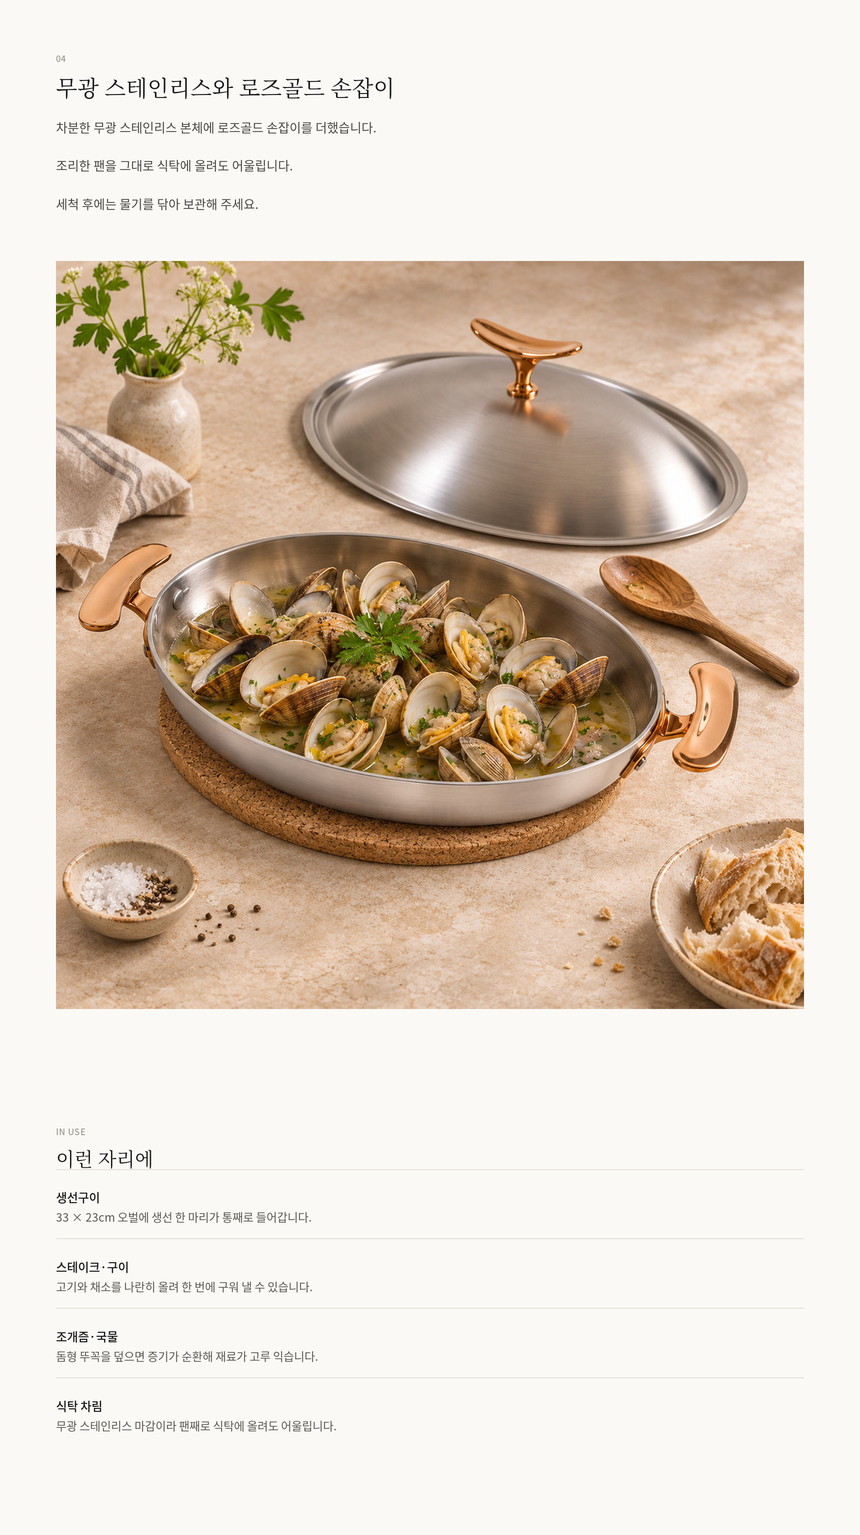 04
무광 스테인리스와 로즈골드 손잡이
차분한 무광 스테인리스 본체에 로즈골드 손잡이를 더했습니다.
조리한 팬을 그대로 식탁에 올려도 어울립니다.
세척 후에는 물기를 닦아 보관해 주세요.
IN USE
이런 자리에
생선구이
33 × 23cm 오벌에 생선 한 마리가 통째로 들어갑니다.
스테이크·구이
고기와 채소를 나란히 올려 한 번에 구워 낼 수 있습니다.
조개찜·국물
돔형 뚜껑을 덮으면 증기가 순환해 재료가 고루 익습니다.
식탁 차림
무광 스테인리스 마감이라 팬째로 식탁에 올려도 어울립니다.